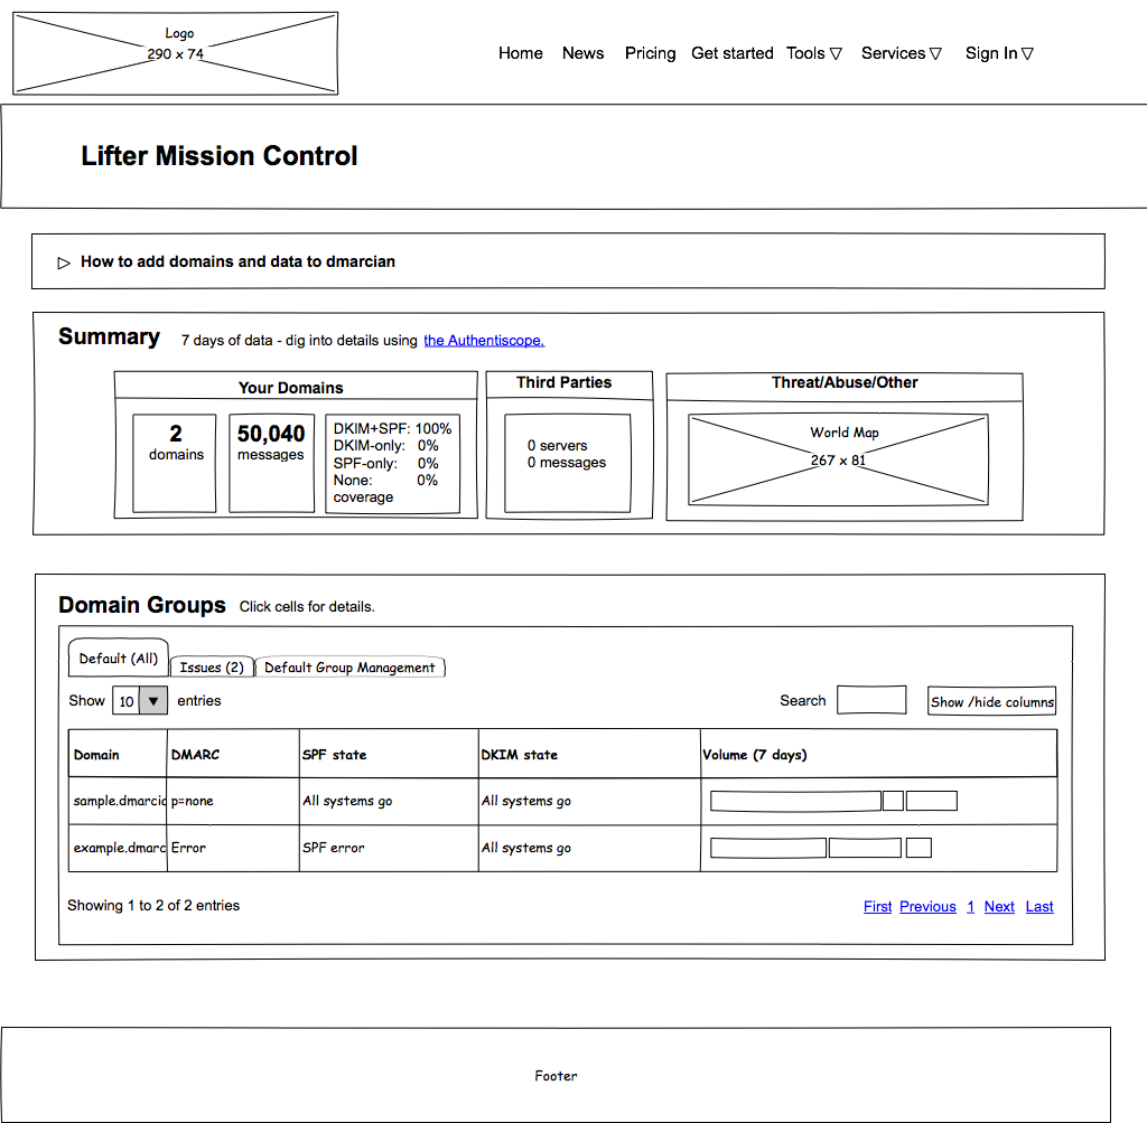 Logo
290 x 74
Home News Pricing Get started Tools ▽ Services ▽ Sign In ▽
Lifter Mission Control
▷ How to add domains and data to dmarcian
Summary 7 days of data - dig into details using the Authentiscope.
Your Domains
2
domains
50,040
messages
DKIM+SPF: 100%
DKIM-only: 0%
SPF-only: 0%
None: 0%
coverage
Third Parties
0 servers
0 messages
Threat/Abuse/Other
World Map
267 x 81
Domain Groups Click cells for details.
Default (All) Issues (2) Default Group Management
Show 10 ▼ entries Search Show /hide columns
Domain DMARC SPF state DKIM state Volume (7 days)
sample.dmarcia p=none All systems go All systems go
example.dmarc Error SPF error All systems go
Showing 1 to 2 of 2 entries First Previous 1 Next Last
Footer